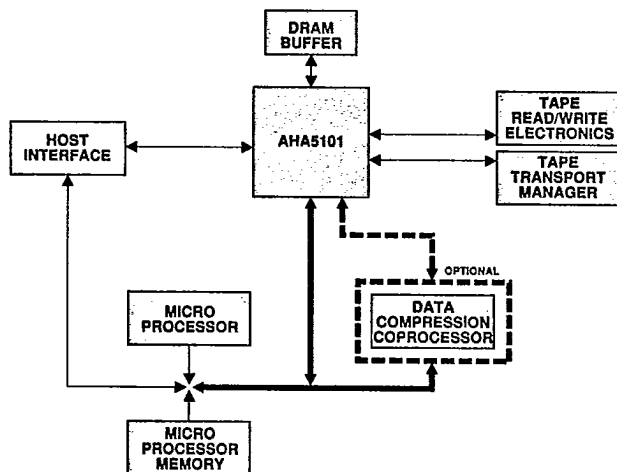 DRAM
BUFFER
AHA5101
TAPE
READ/WRITE
ELECTRONICS
HOST
INTERFACE
TAPE
TRANSPORT
MANAGER
OPTIONAL
DATA
COMPRESSION
COPROCESSOR
MICRO
PROCESSOR
MICRO
PROCESSOR
MEMORY